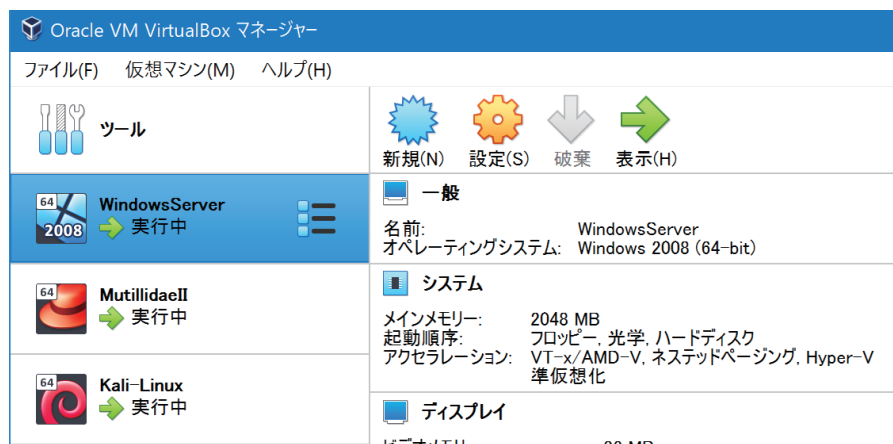 Oracle VM VirtualBox マネージャー
ファイル(F) 仮想マシン(M) ヘルプ(H)
ツール
新規(N) 設定(S) 破棄 表示(H)
64
2008
WindowsServer
実行中
64
MutillidaeII
実行中
64
Kali-Linux
実行中
一般
名前: WindowsServer
オペレーティングシステム: Windows 2008 (64-bit)
システム
メインメモリー: 2048 MB
起動順序: フロッピー, 光学, ハードディスク
アクセラレーション: VT-x/AMD-V, ネステッドページング, Hyper-V
準仮想化
ディスプレイ